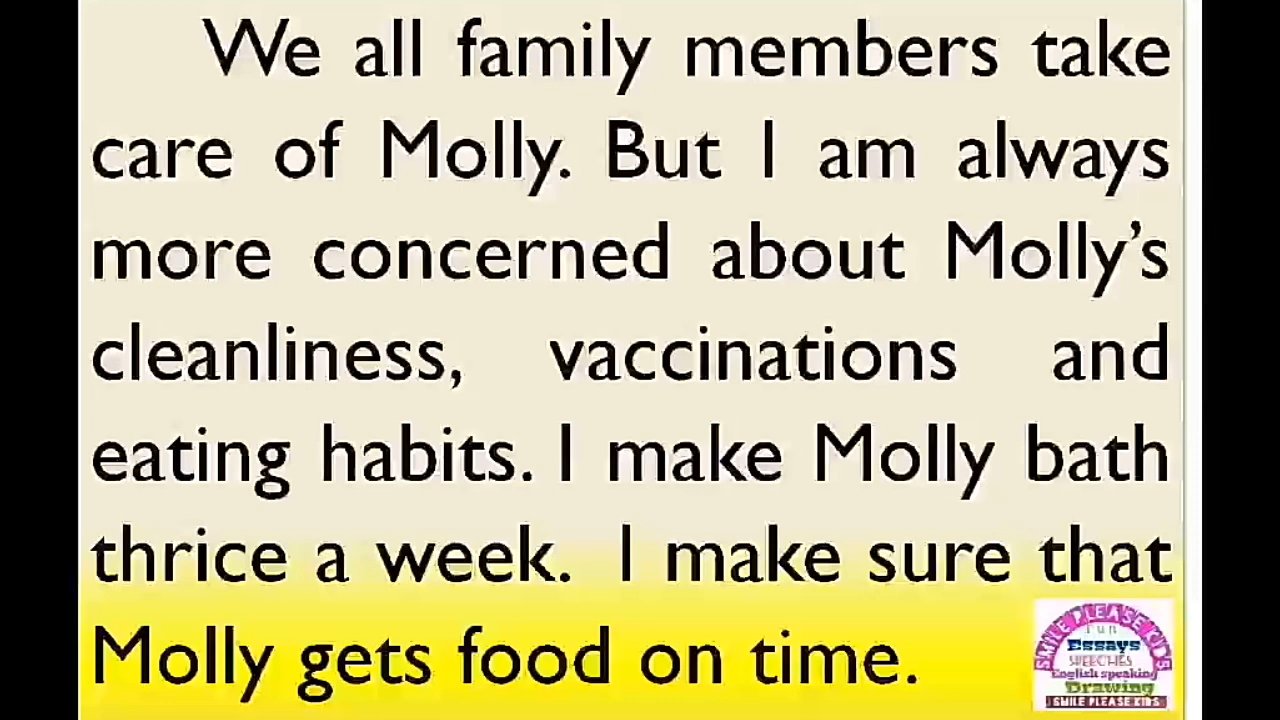 We all family members take
care of Molly. But I am always
more concerned about Molly's
cleanliness, vaccinations and
eating habits. I make Molly bath
thrice a week. I make sure that
Molly gets food on time.
SMILE PLEASE KIDS
Fun
Essays
SPEECHES
English speaking
Drawing
SMILE PLEASE KIDS